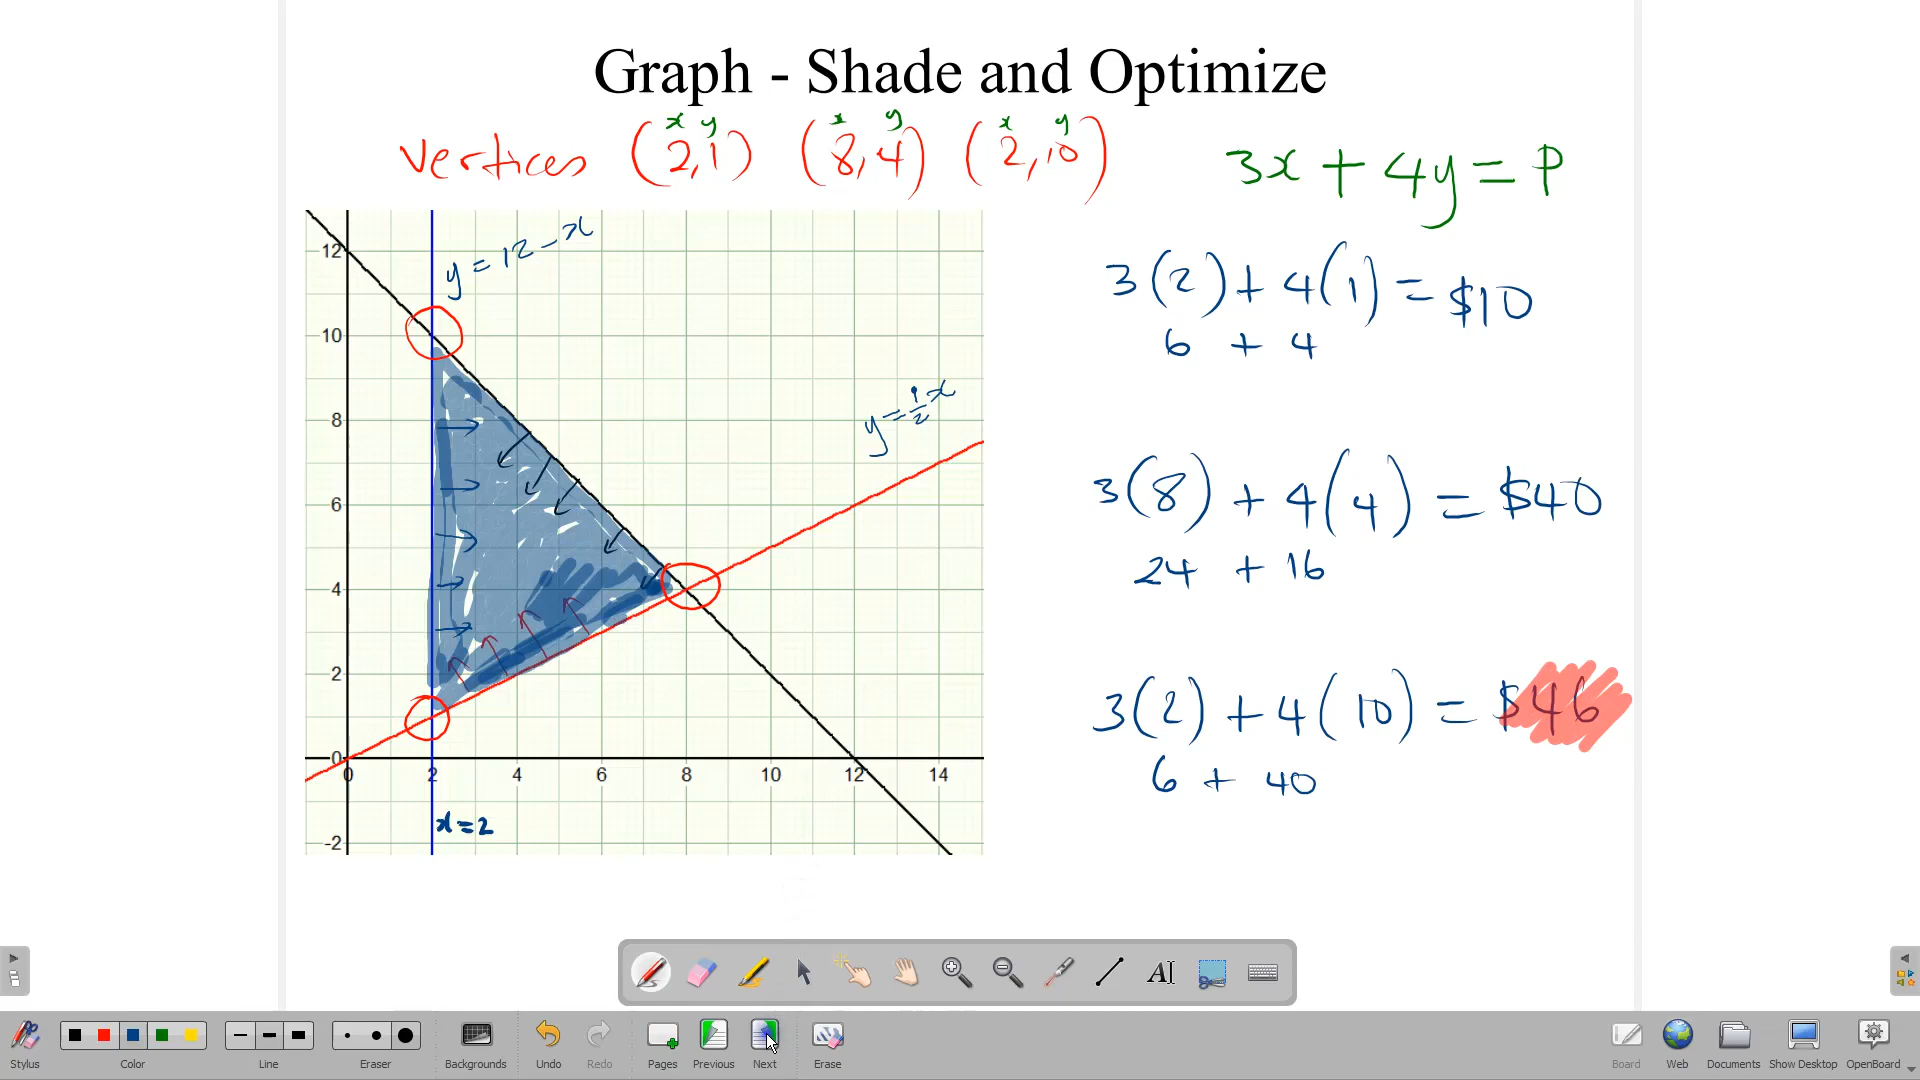 Graph - Shade and Optimize
x y x y x y
vertices (2,1) (8,4) (2,10)
3x + 4y = P
y = 12 - x
3(2) + 4(1) = $10
6 + 4
y = 1/2 x
3(8) + 4(4) = $40
24 + 16
3(2) + 4(10) = $46
6 + 40
12
10
8
6
4
2
0
-2
0 2 4 6 8 10 12 14
x = 2
AI
Stylus Color Line Eraser Backgrounds Undo Redo Pages Previous Next Erase Board Web Documents Show Desktop OpenBoard